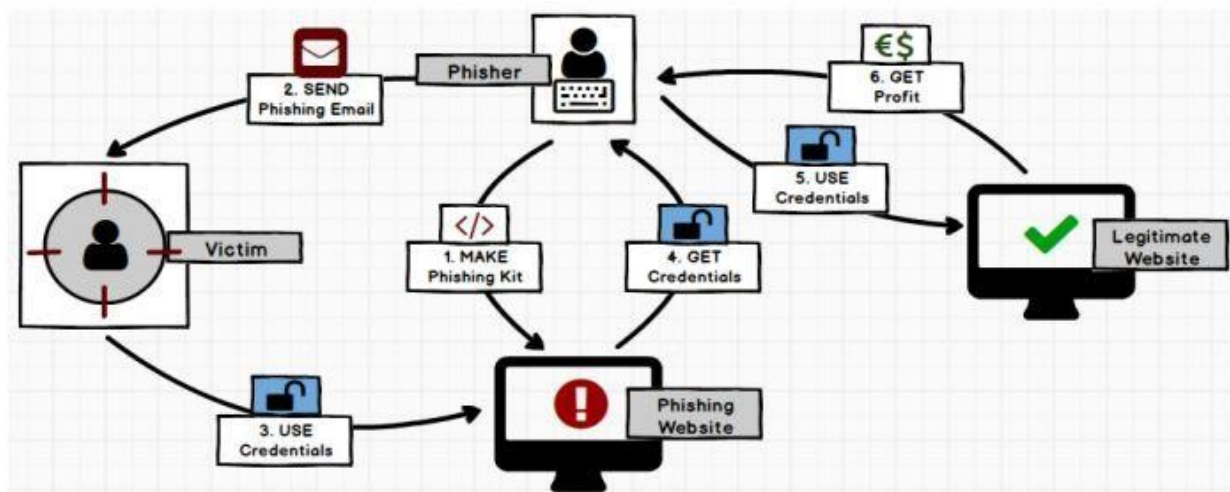 2. SEND
Phishing Email
Phisher
€$
6. GET
Profit
5. USE
Credentials
Victim
</>
1. MAKE
Phishing Kit
4. GET
Credentials
Legitimate
Website
3. USE
Credentials
!
Phishing
Website